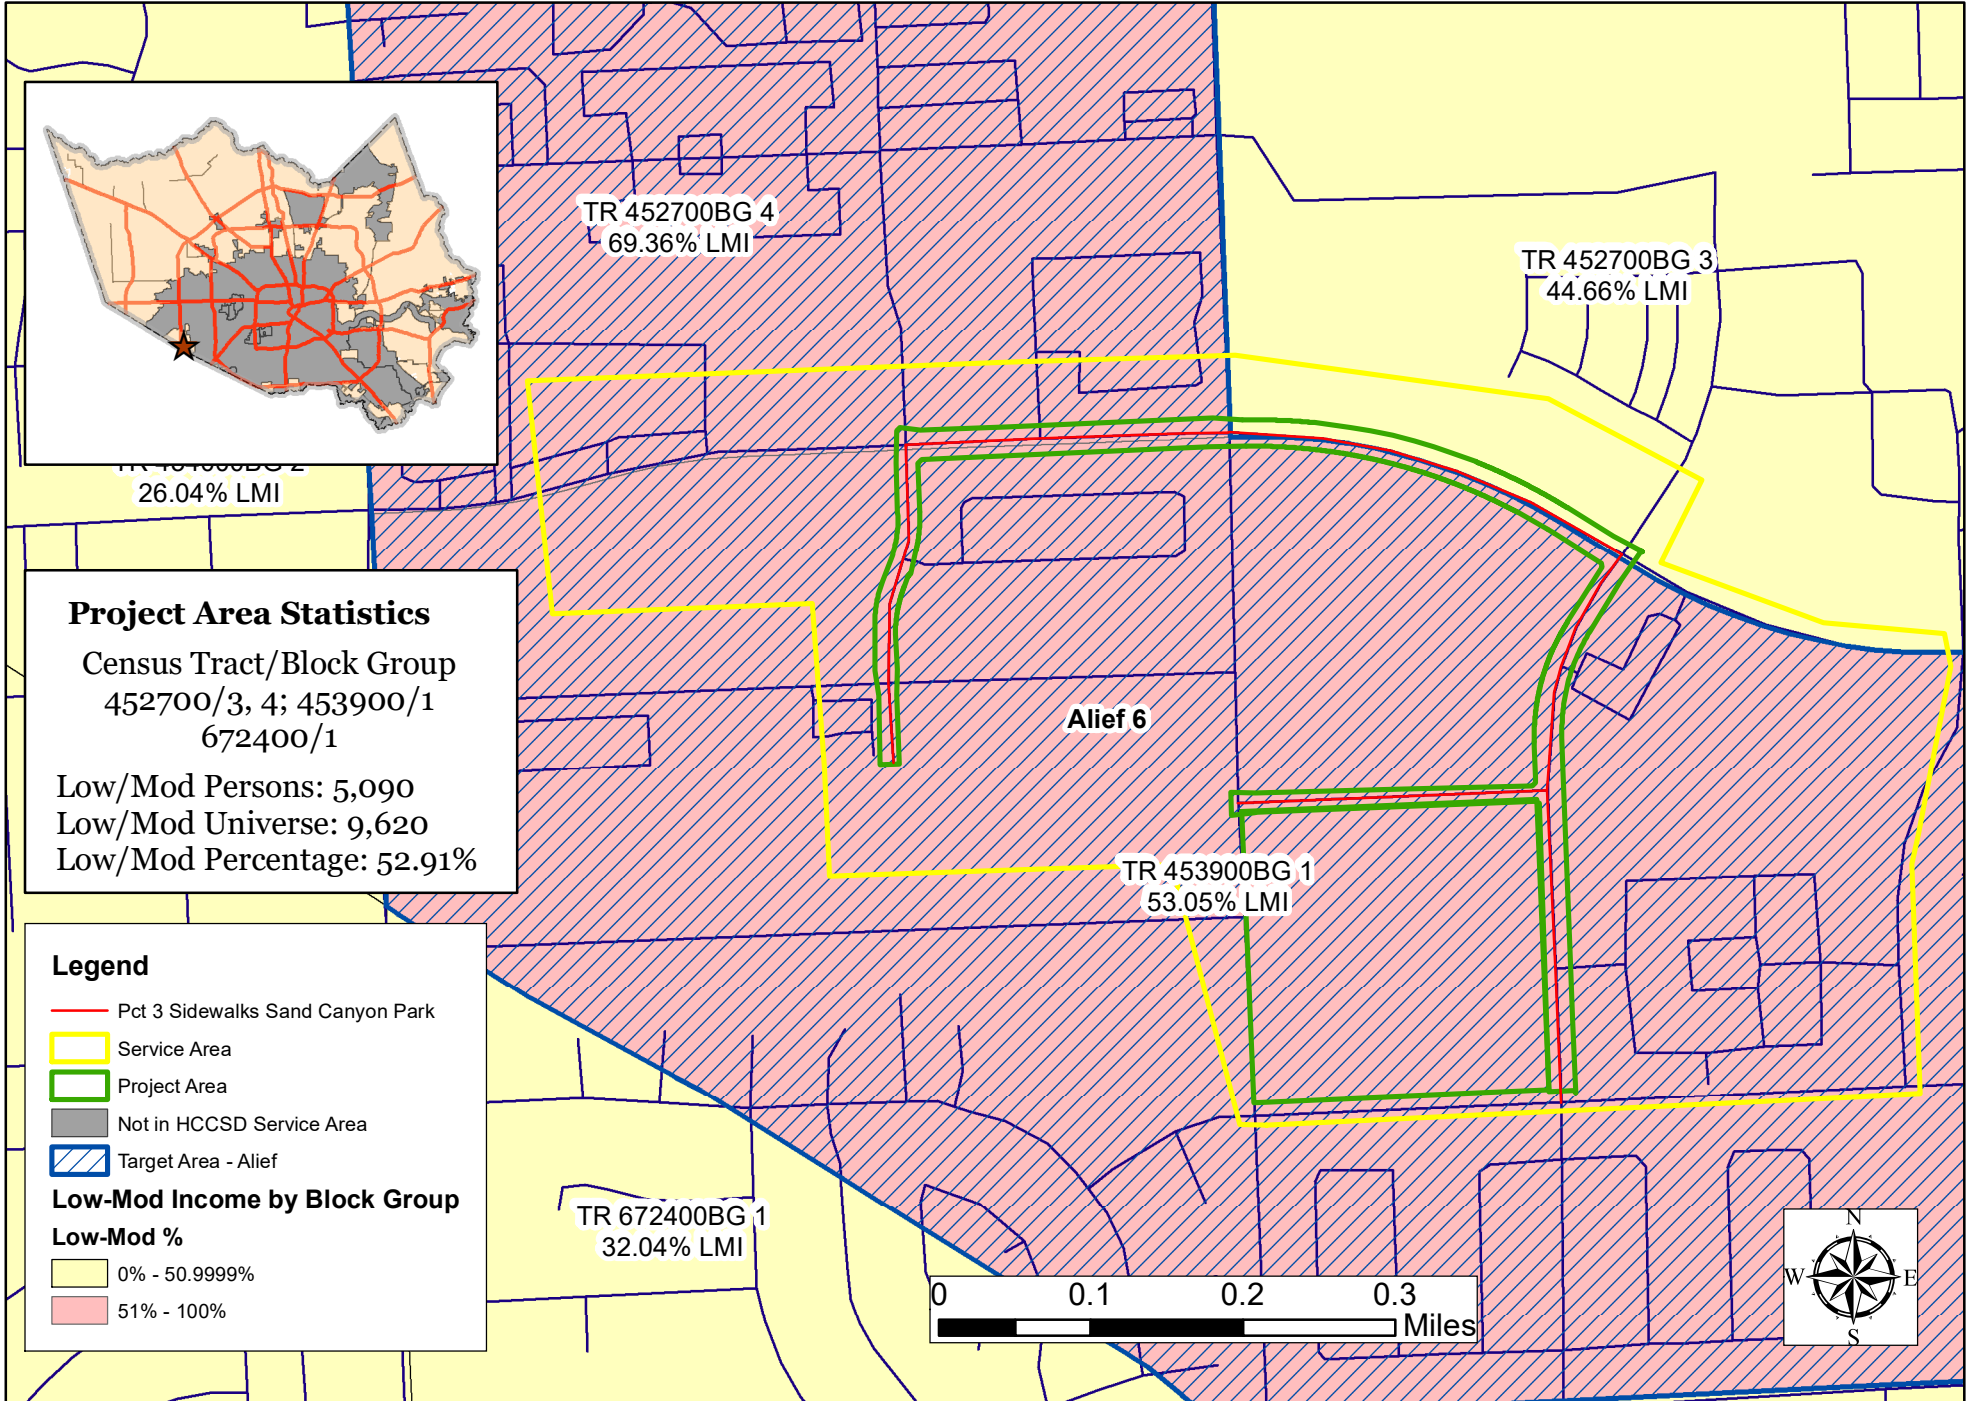 TR 452700BG 4
69.36% LMI
TR 452700BG 3
44.66% LMI
26.04% LMI
Project Area Statistics
Census Tract/Block Group
452700/3, 4; 453900/1
672400/1
Low/Mod Persons: 5,090
Low/Mod Universe: 9,620
Low/Mod Percentage: 52.91%
Alief 6
TR 453900BG 1
53.05% LMI
Legend
Pct 3 Sidewalks Sand Canyon Park
Service Area
Project Area
Not in HCCSD Service Area
Target Area - Alief
Low-Mod Income by Block Group
Low-Mod %
0% - 50.9999%
51% - 100%
TR 672400BG 1
32.04% LMI
0 0.1 0.2 0.3
Miles
N
W E
S